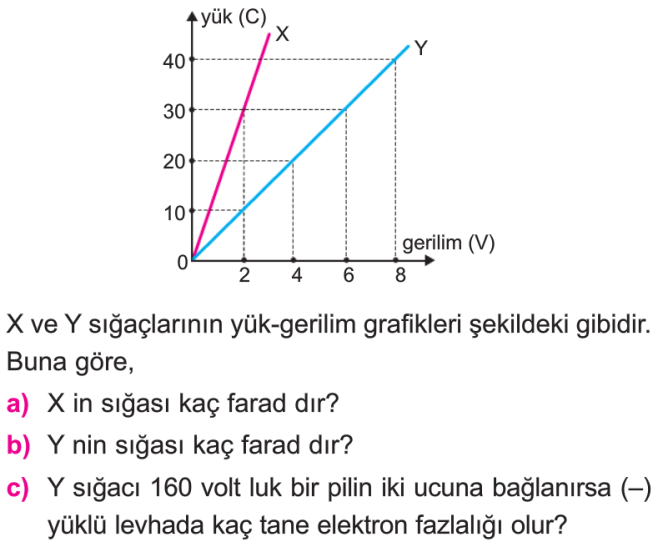 yük (C)
X
Y
40
30
20
10
0
gerilim (V)
2 4 6 8
X ve Y sığaçlarının yük-gerilim grafikleri şekildeki gibidir.
Buna göre,
a) X in sığası kaç farad dır?
b) Y nin sığası kaç farad dır?
c) Y sığacı 160 volt luk bir pilin iki ucuna bağlanırsa (–)
yüklü levhada kaç tane elektron fazlalığı olur?